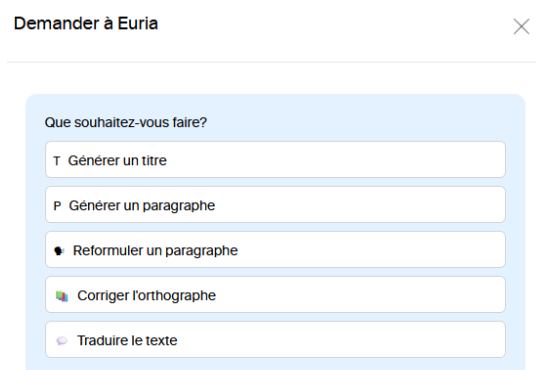 Demander à Euria
Que souhaitez-vous faire?
T Générer un titre
P Générer un paragraphe
Reformuler un paragraphe
Corriger l'orthographe
Traduire le texte